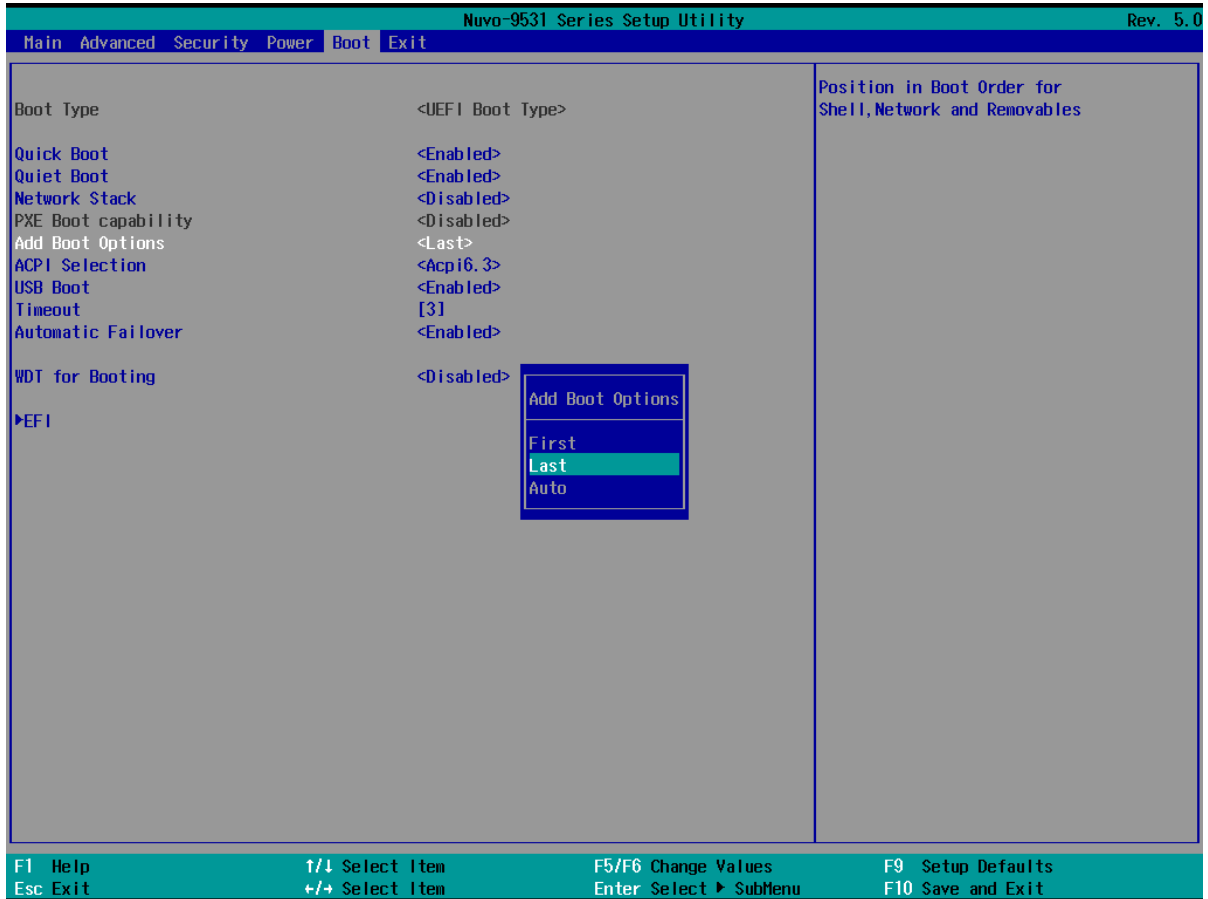 Nuvo-9531 Series Setup Utility Rev. 5.0
Main Advanced Security Power Boot Exit
Boot Type <UEFI Boot Type>
Quick Boot <Enabled>
Quiet Boot <Enabled>
Network Stack <Disabled>
PXE Boot capability <Disabled>
Add Boot Options <Last>
ACPI Selection <Acpi6.3>
USB Boot <Enabled>
Timeout [3]
Automatic Failover <Enabled>
WDT for Booting <Disabled>
▶EFI
Add Boot Options
First
Last
Auto
Position in Boot Order for
Shell,Network and Removables
F1 Help ↑/↓ Select Item F5/F6 Change Values F9 Setup Defaults
Esc Exit ←/→ Select Item Enter Select ▶ SubMenu F10 Save and Exit